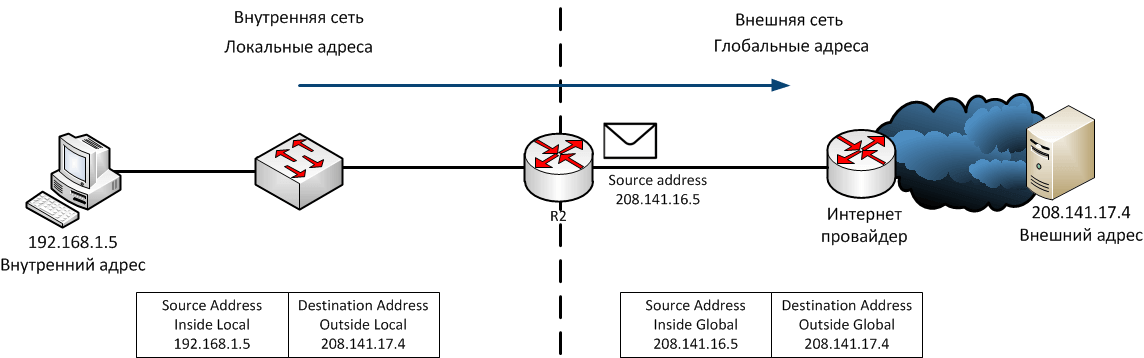 Внутренняя сеть
Локальные адреса
Внешняя сеть
Глобальные адреса
Source address
208.141.16.5
R2
Интернет
провайдер
192.168.1.5
Внутренний адрес
208.141.17.4
Внешний адрес
Source Address
Inside Local
192.168.1.5
Destination Address
Outside Local
208.141.17.4
Source Address
Inside Global
208.141.16.5
Destination Address
Outside Global
208.141.17.4